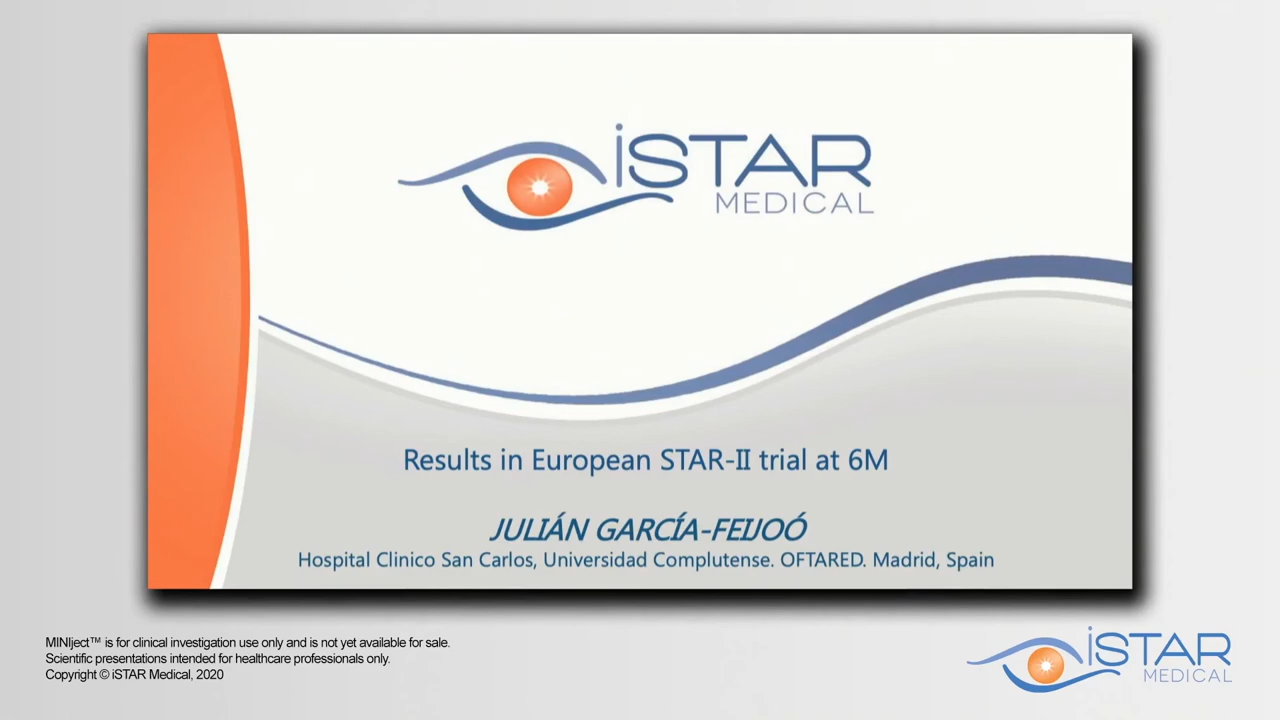 iSTAR
MEDICAL
Results in European STAR-II trial at 6M
JULIÁN GARCÍA-FEIJOÓ
Hospital Clinico San Carlos, Universidad Complutense. OFTARED. Madrid, Spain
MINIject™ is for clinical investigation use only and is not yet available for sale.
Scientific presentations intended for healthcare professionals only.
Copyright © iSTAR Medical, 2020
iSTAR
MEDICAL